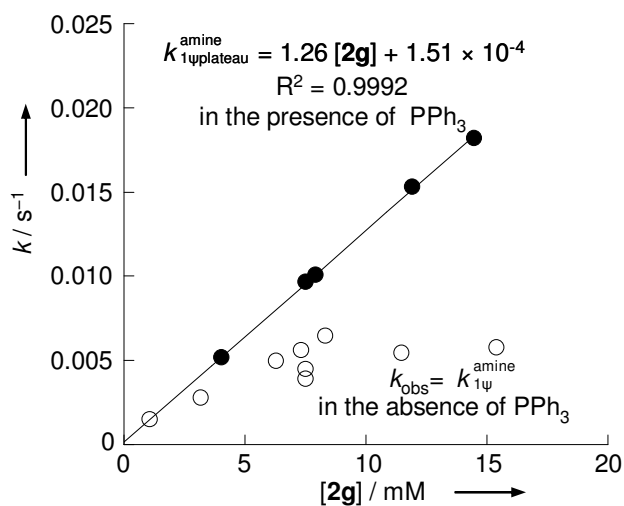 0.025
k^amine_1ψplateau = 1.26 [2g] + 1.51 × 10^-4
R^2 = 0.9992
in the presence of PPh_3
0.020
0.015
k / s^−1
0.010
0.005
k_obs= k^amine_1ψ
in the absence of PPh_3
0
0 5 10 15 20
[2g] / mM